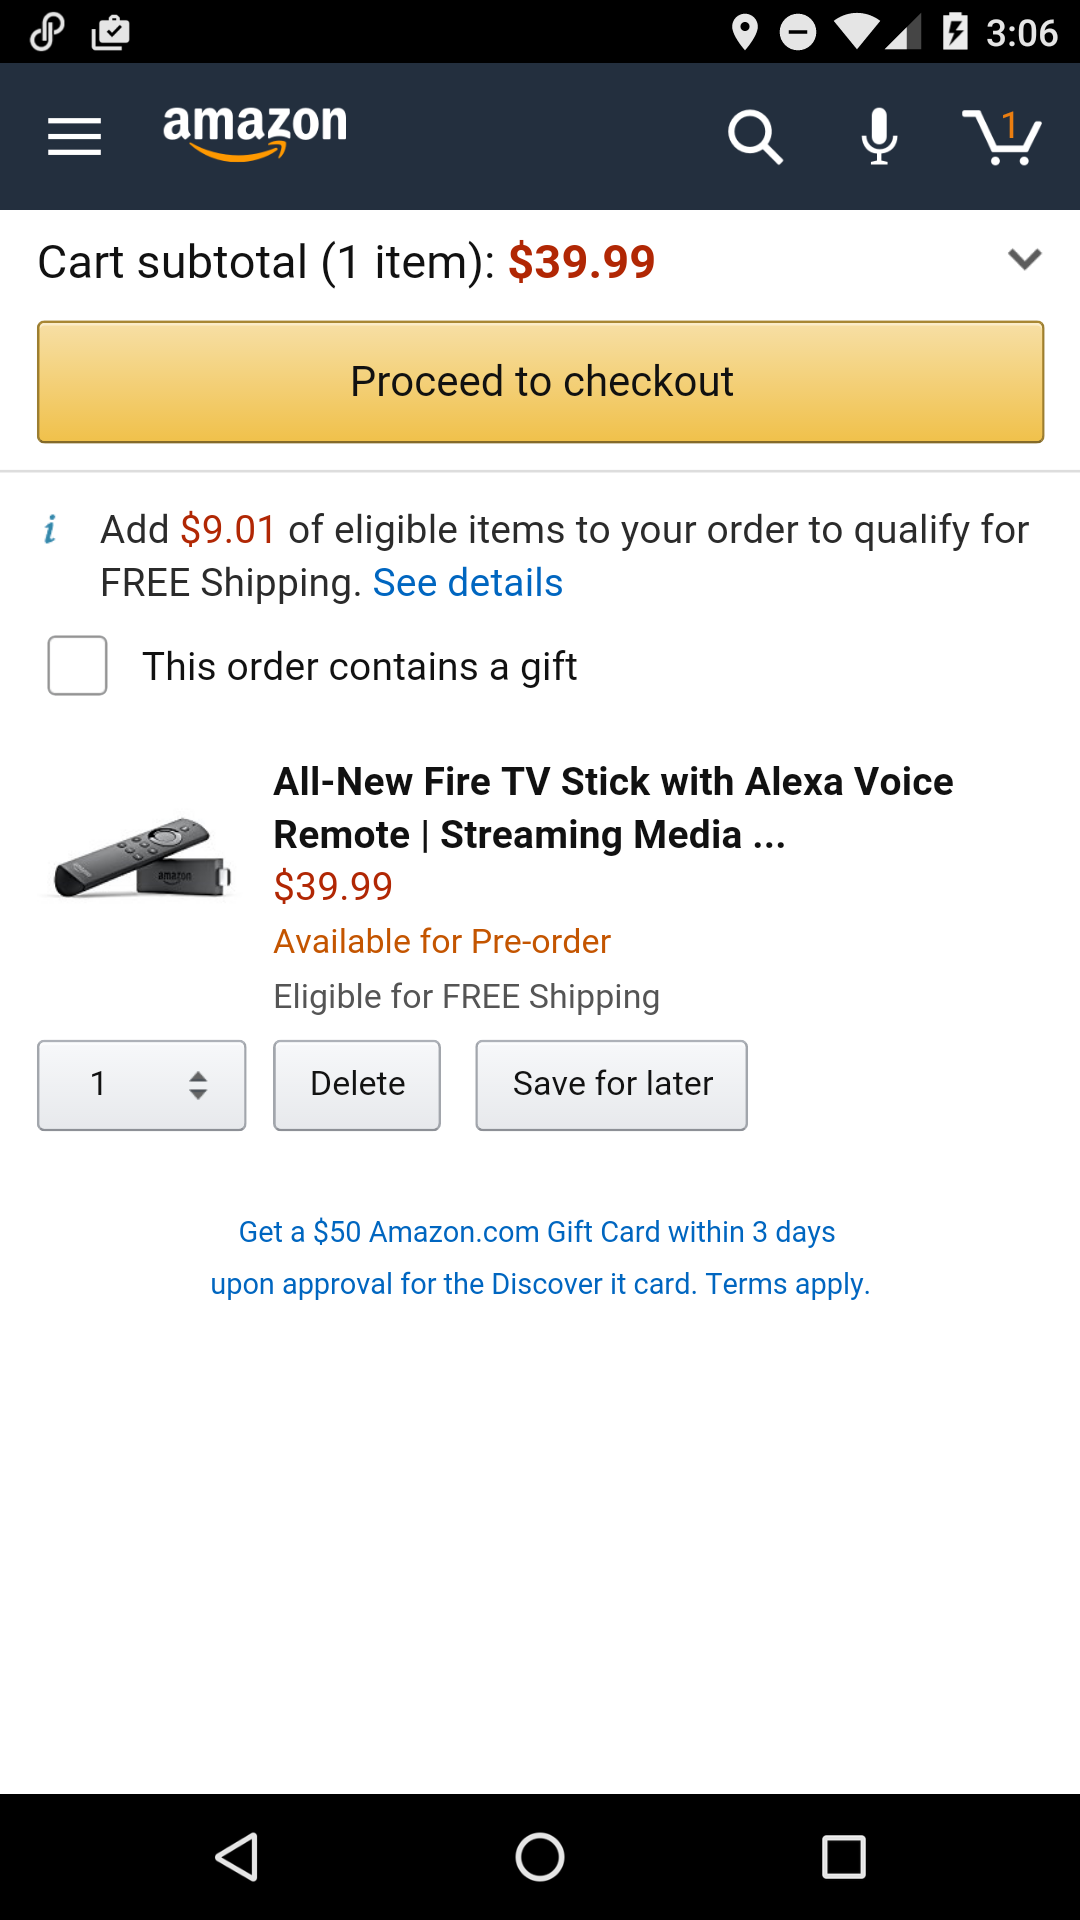 3:06
amazon
1
Cart subtotal (1 item): $39.99
Proceed to checkout
i Add $9.01 of eligible items to your order to qualify for
FREE Shipping. See details
This order contains a gift
All-New Fire TV Stick with Alexa Voice
Remote | Streaming Media ...
amazon
$39.99
Available for Pre-order
Eligible for FREE Shipping
1 Delete Save for later
Get a $50 Amazon.com Gift Card within 3 days
upon approval for the Discover it card. Terms apply.